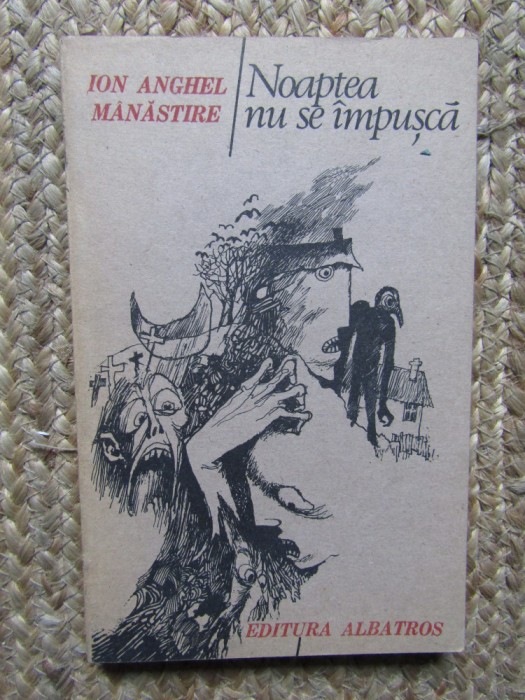 ION ANGHEL
MÂNĂSTIRE
Noaptea
nu se împușcă
EDITURA ALBATROS